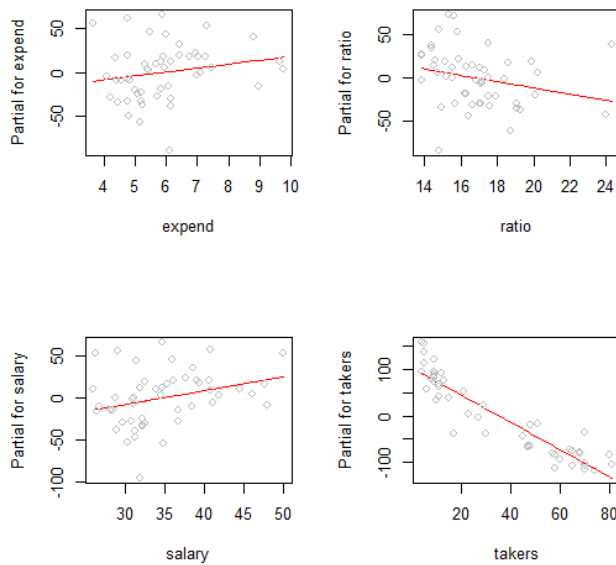 Partial for expend
50
0
-50
4 5 6 7 8 9 10
expend
Partial for ratio
50
0
-50
14 16 18 20 22 24
ratio
Partial for salary
50
0
-50
-100
30 35 40 45 50
salary
Partial for takers
100
0
-100
20 40 60 80
takers